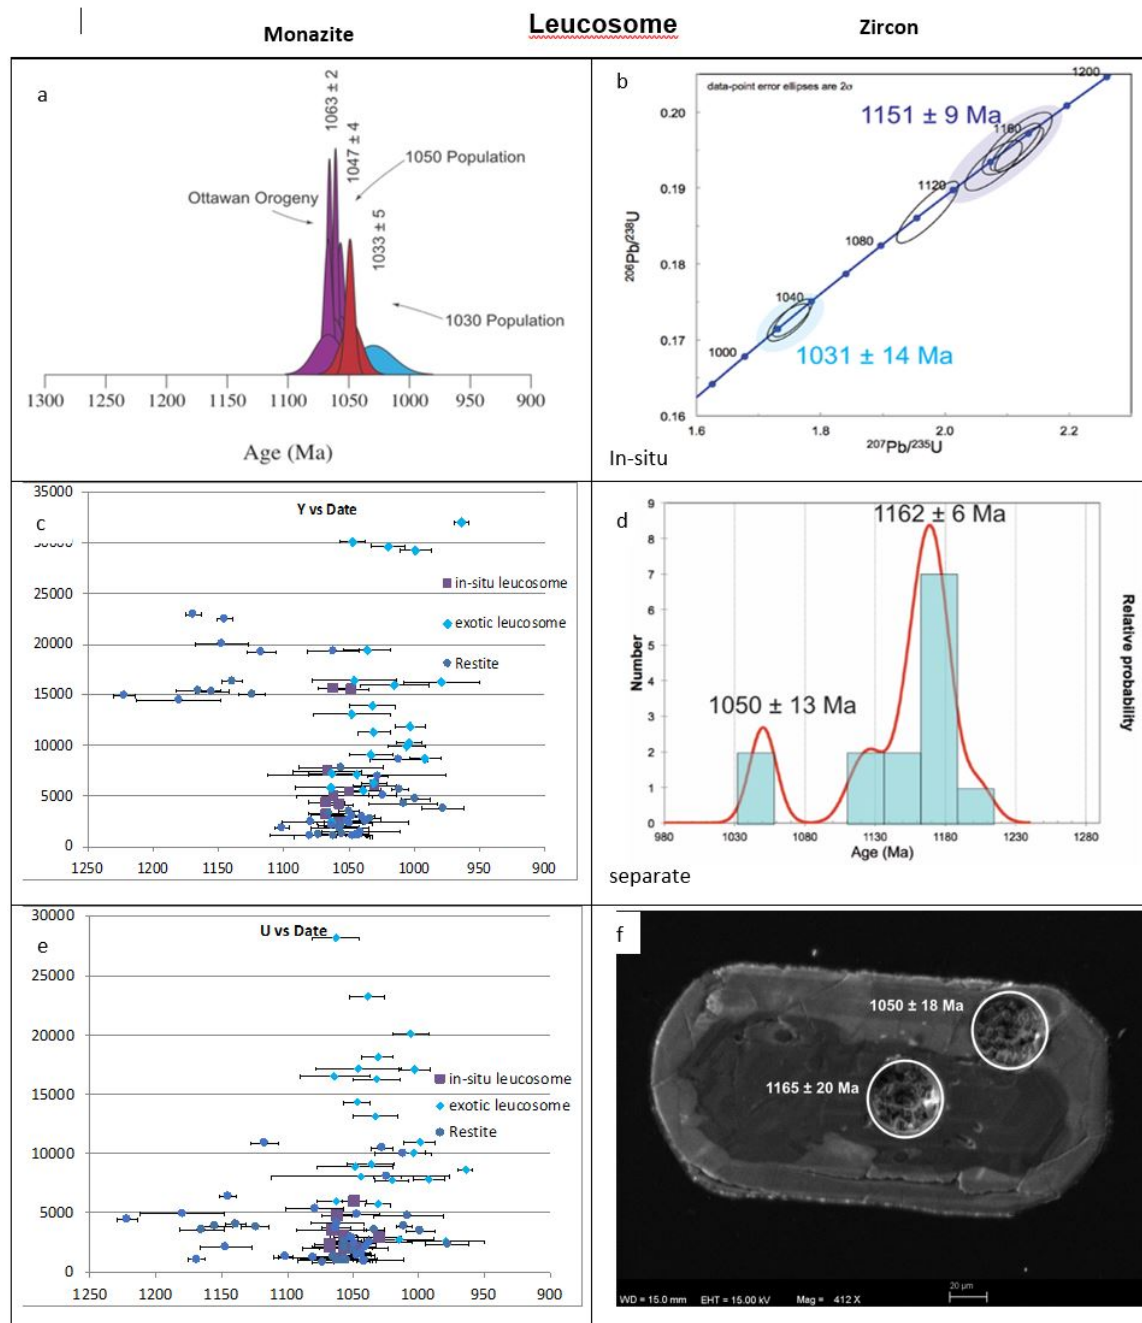 Leucosome
Monazite
Zircon
a
1063 ± 2
1047 ± 4
1033 ± 5
1050 Population
Ottawan Orogeny
1030 Population
1300 1250 1200 1150 1100 1050 1000 950 900
Age (Ma)
b
data-point error ellipses are 2σ
1200
1151 ± 9 Ma
1160
1120
1080
1040
1031 ± 14 Ma
1000
0.20
0.19
0.18
0.17
0.16
206Pb/238U
1.6 1.8 2.0 2.2
207Pb/235U
In-situ
c
Y vs Date
35000
25000
20000
15000
10000
5000
0
in-situ leucosome
exotic leucosome
Restite
1250 1200 1150 1100 1050 1000 950 900
d
1162 ± 6 Ma
1050 ± 13 Ma
9
8
7
6
5
4
3
2
1
0
Number
Relative probability
980 1030 1080 1130 1180 1230 1280
Age (Ma)
separate
e
U vs Date
30000
25000
20000
15000
10000
5000
0
in-situ leucosome
exotic leucosome
Restite
1250 1200 1150 1100 1050 1000 950 900
f
1050 ± 18 Ma
1165 ± 20 Ma
20 µm
WD = 15.0 mm EHT = 15.00 kV Mag = 412 X